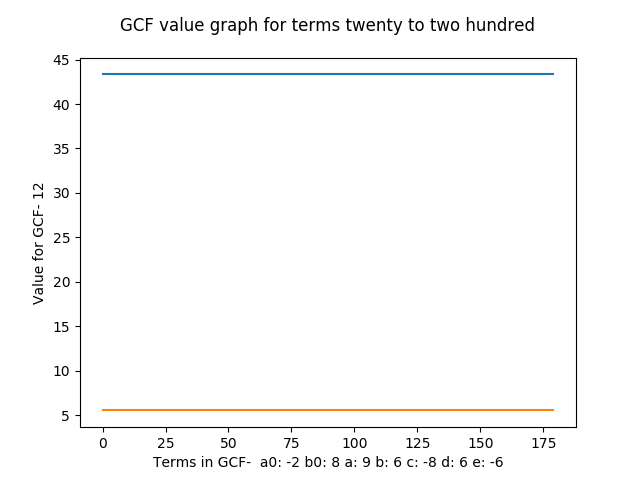 GCF value graph for terms twenty to two hundred
45
40
35
30
25
20
15
10
5
Value for GCF- 12
0 25 50 75 100 125 150 175
Terms in GCF-  a0: -2 b0: 8 a: 9 b: 6 c: -8 d: 6 e: -6